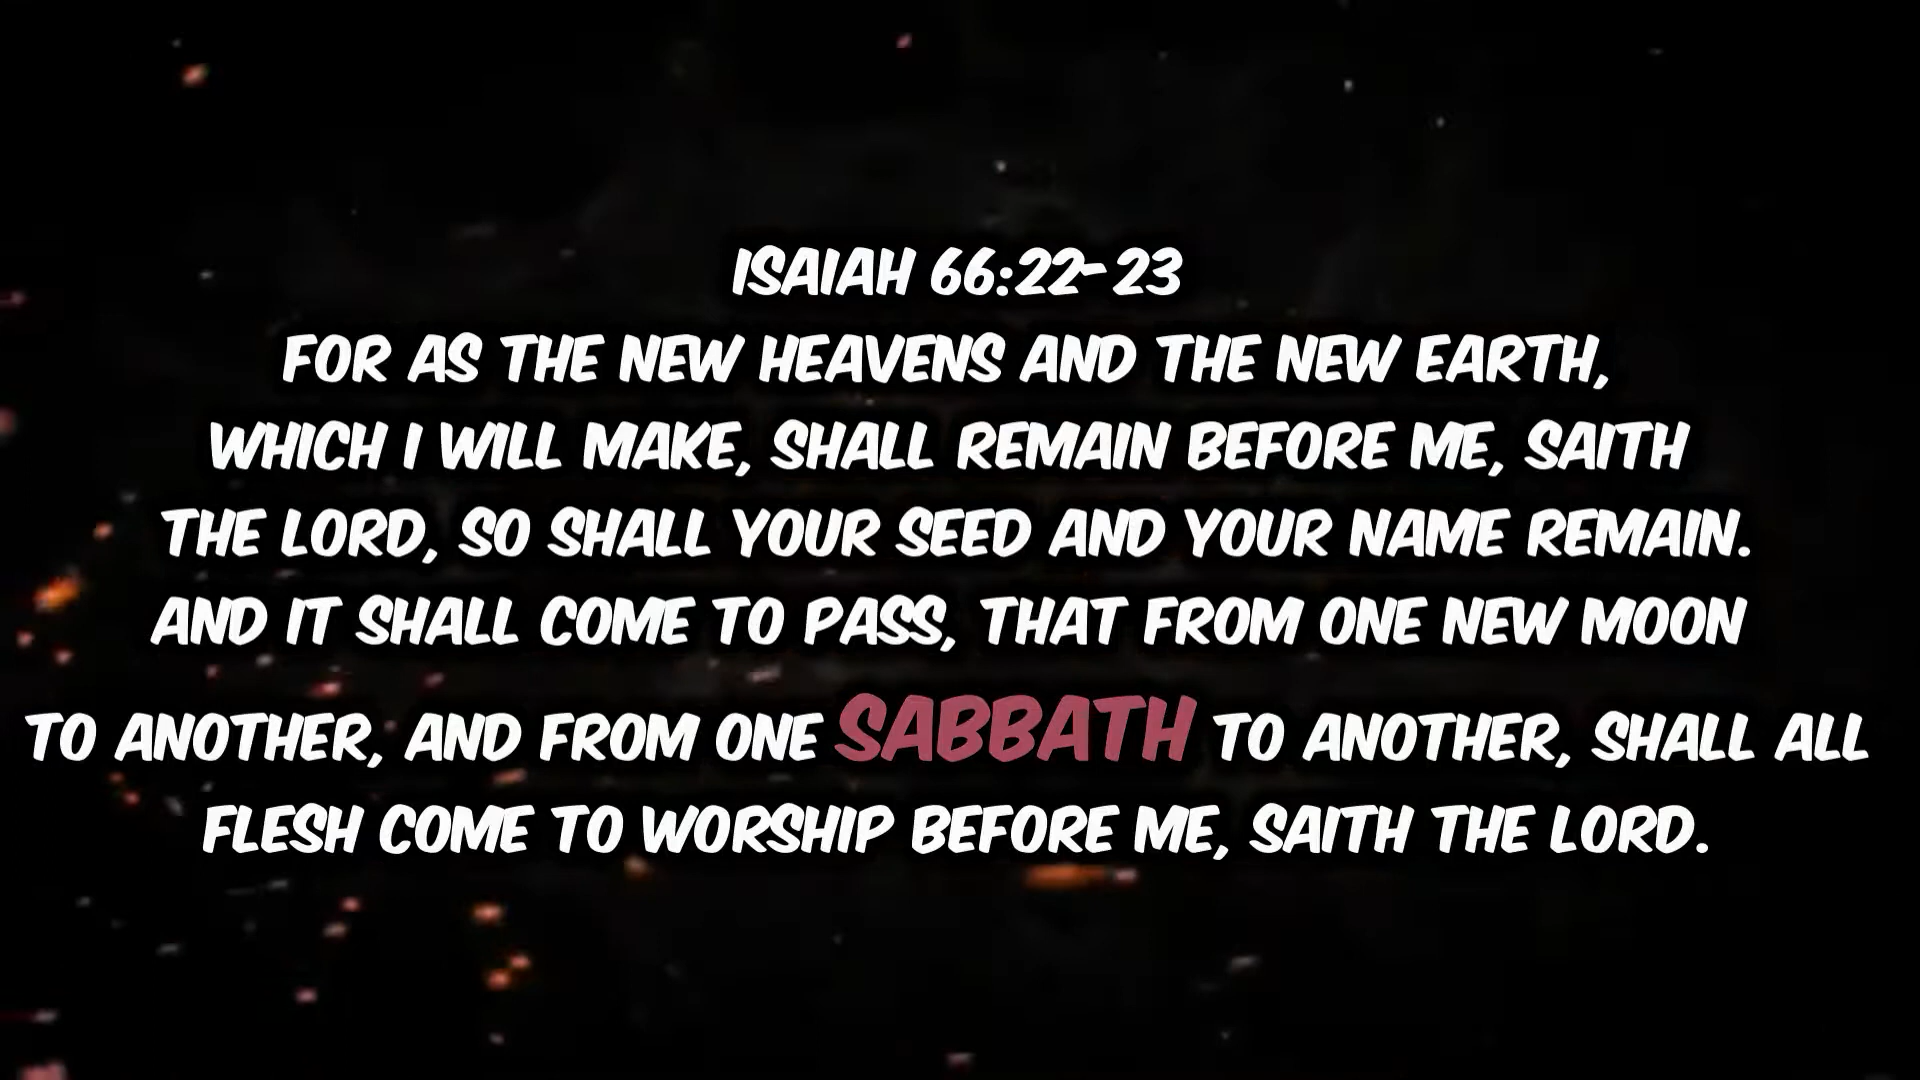 ISAIAH 66:22-23
FOR AS THE NEW HEAVENS AND THE NEW EARTH,
WHICH I WILL MAKE, SHALL REMAIN BEFORE ME, SAITH
THE LORD, SO SHALL YOUR SEED AND YOUR NAME REMAIN.
AND IT SHALL COME TO PASS, THAT FROM ONE NEW MOON
TO ANOTHER, AND FROM ONE SABBATH TO ANOTHER, SHALL ALL
FLESH COME TO WORSHIP BEFORE ME, SAITH THE LORD.